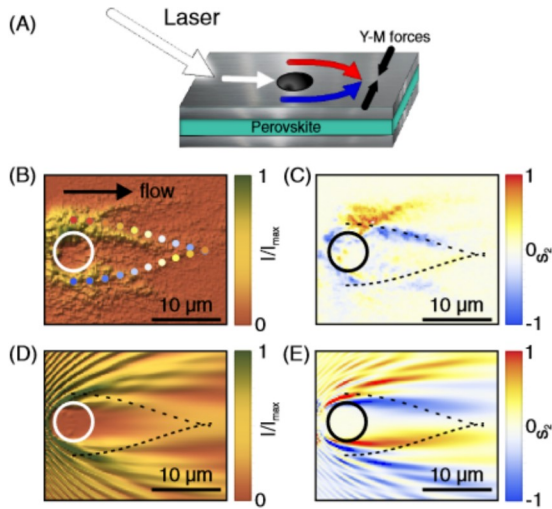 (A)
Laser
Y-M forces
Perovskite
(B)
flow
10 µm
1
I/Imax
0
(C)
10 µm
1
0
-1
S2
(D)
10 µm
1
I/Imax
0
(E)
10 µm
1
0
-1
S2